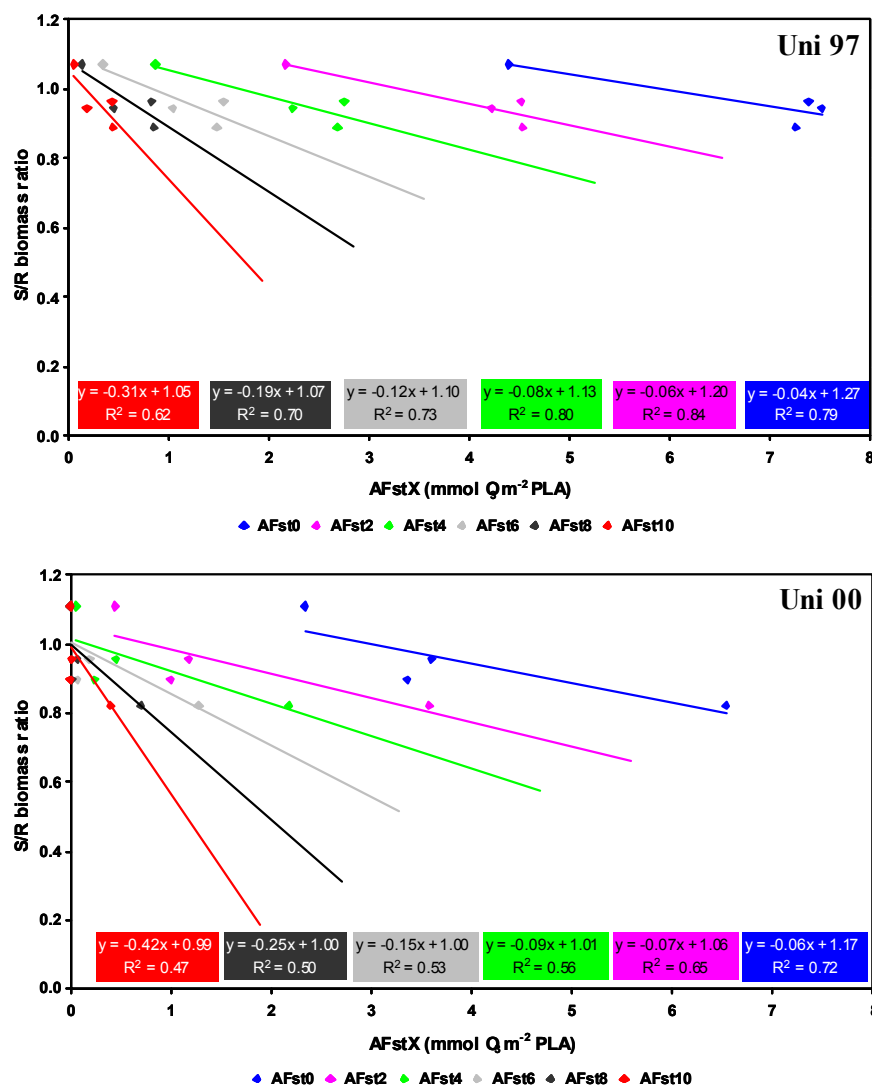 Uni 97
1.2
1.0
0.8
0.6
0.4
0.2
0.0
S/R biomass ratio
y = -0.31x + 1.05
R² = 0.62
y = -0.19x + 1.07
R² = 0.70
y = -0.12x + 1.10
R² = 0.73
y = -0.08x + 1.13
R² = 0.80
y = -0.06x + 1.20
R² = 0.84
y = -0.04x + 1.27
R² = 0.79
0 1 2 3 4 5 6 7 8
AFstX (mmol Q m⁻² PLA)
AFst0 AFst2 AFst4 AFst6 AFst8 AFst10
Uni 00
1.2
1.0
0.8
0.6
0.4
0.2
0.0
S/R biomass ratio
y = -0.42x + 0.99
R² = 0.47
y = -0.25x + 1.00
R² = 0.50
y = -0.15x + 1.00
R² = 0.53
y = -0.09x + 1.01
R² = 0.56
y = -0.07x + 1.06
R² = 0.65
y = -0.06x + 1.17
R² = 0.72
0 1 2 3 4 5 6 7 8
AFstX (mmol Q₃ m⁻² PLA)
AFst0 AFst2 AFst4 AFst6 AFst8 AFst10